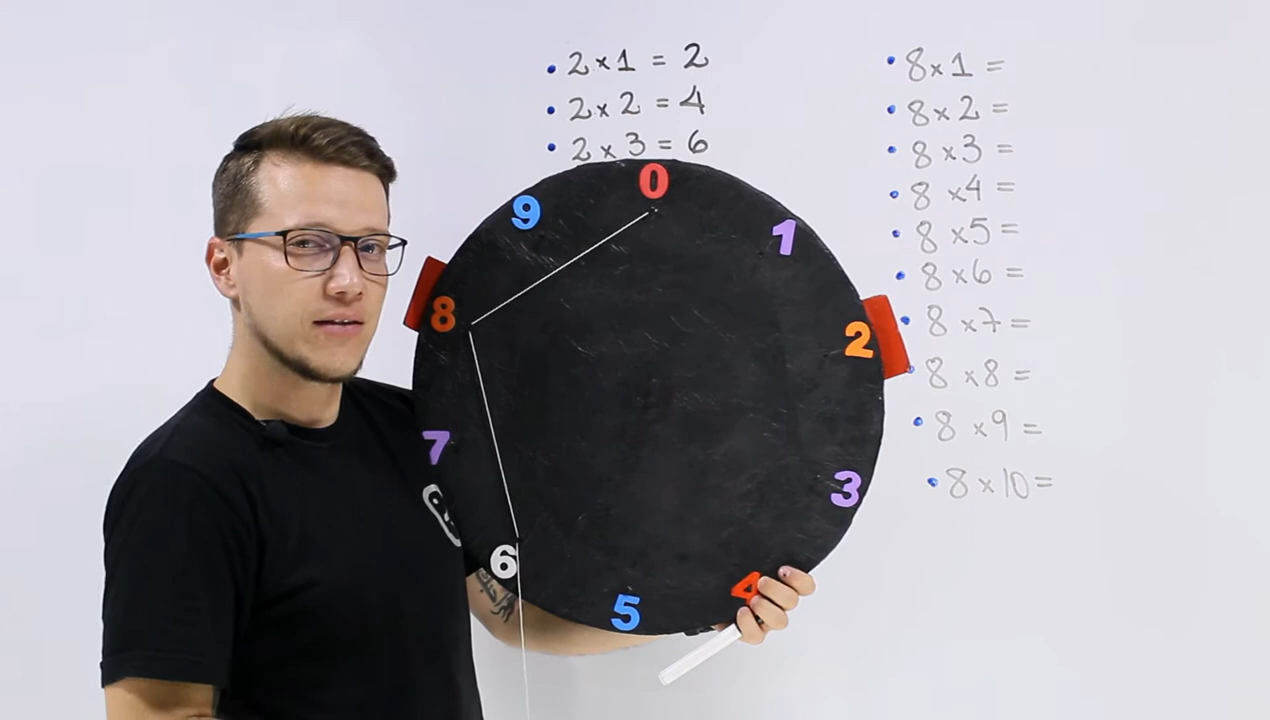 2 x 1 = 2
2 x 2 = 4
2 x 3 = 6
8 x 1 =
8 x 2 =
8 x 3 =
8 x 4 =
8 x 5 =
8 x 6 =
8 x 7 =
8 x 8 =
8 x 9 =
8 x 10 =
0
1
2
3
4
5
6
7
8
9